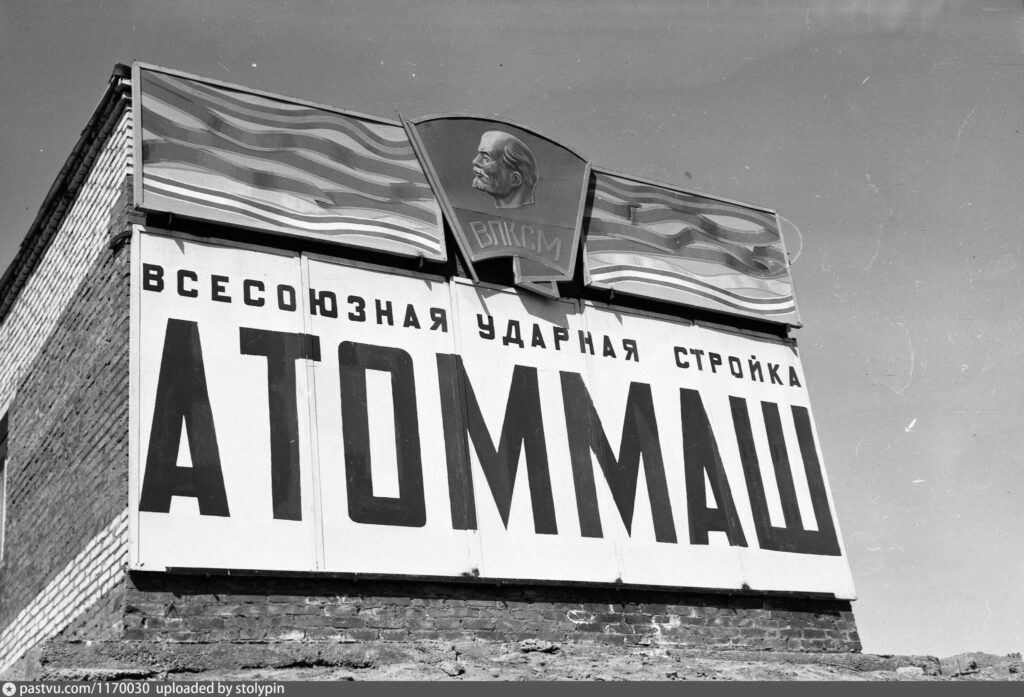 ВЛКСМ
ВСЕСОЮЗНАЯ УДАРНАЯ СТРОЙКА
АТОММАШ
pastvu.com/1170030 uploaded by stolypin